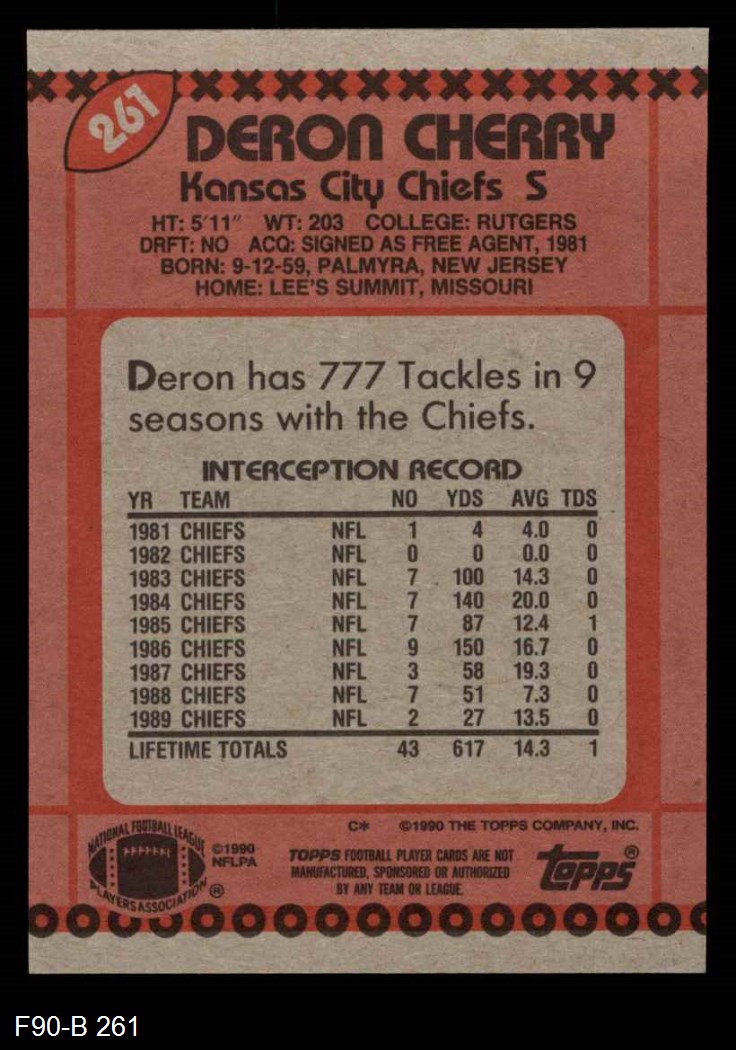 261
DERON CHERRY
Kansas City Chiefs S
HT: 5'11" WT: 203 COLLEGE: RUTGERS
DRFT: NO ACQ: SIGNED AS FREE AGENT, 1981
BORN: 9-12-59, PALMYRA, NEW JERSEY
HOME: LEE'S SUMMIT, MISSOURI
Deron has 777 Tackles in 9
seasons with the Chiefs.
INTERCEPTION RECORD
YR TEAM NO YDS AVG TDS
1981 CHIEFS NFL 1 4 4.0 0
1982 CHIEFS NFL 0 0 0.0 0
1983 CHIEFS NFL 7 100 14.3 0
1984 CHIEFS NFL 7 140 20.0 0
1985 CHIEFS NFL 7 87 12.4 1
1986 CHIEFS NFL 9 150 16.7 0
1987 CHIEFS NFL 3 58 19.3 0
1988 CHIEFS NFL 7 51 7.3 0
1989 CHIEFS NFL 2 27 13.5 0
LIFETIME TOTALS 43 617 14.3 1
C* ©1990 THE TOPPS COMPANY, INC.
NATIONAL FOOTBALL LEAGUE
PLAYERS ASSOCIATION ®
©1990
NFLPA
TOPPS FOOTBALL PLAYER CARDS ARE NOT
MANUFACTURED, SPONSORED OR AUTHORIZED
BY ANY TEAM OR LEAGUE.
topps®
F90-B 261